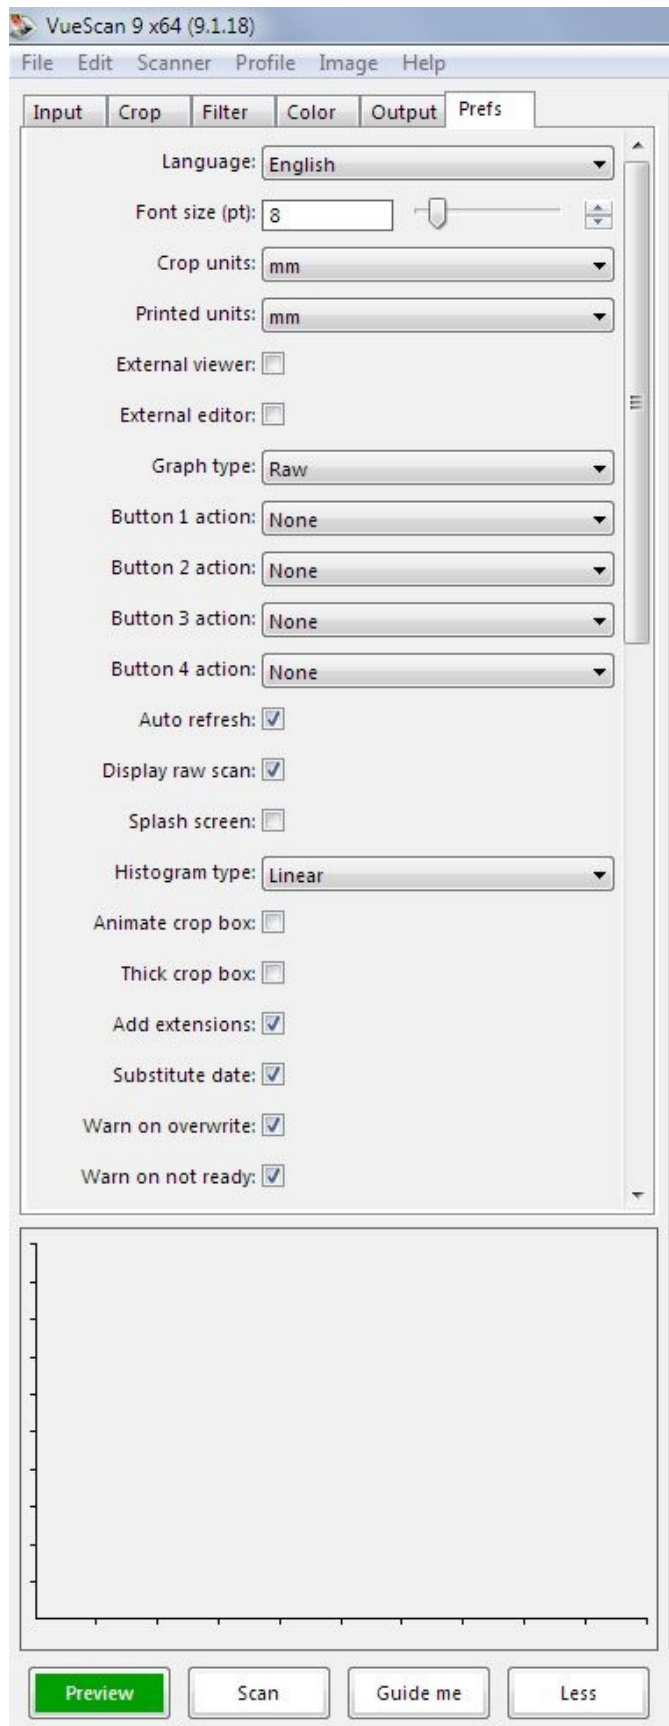 VueScan 9 x64 (9.1.18)
File Edit Scanner Profile Image Help
Input Crop Filter Color Output Prefs
Language: English
Font size (pt): 8
Crop units: mm
Printed units: mm
External viewer:
External editor:
Graph type: Raw
Button 1 action: None
Button 2 action: None
Button 3 action: None
Button 4 action: None
Auto refresh:
Display raw scan:
Splash screen:
Histogram type: Linear
Animate crop box:
Thick crop box:
Add extensions:
Substitute date:
Warn on overwrite:
Warn on not ready:
Preview Scan Guide me Less